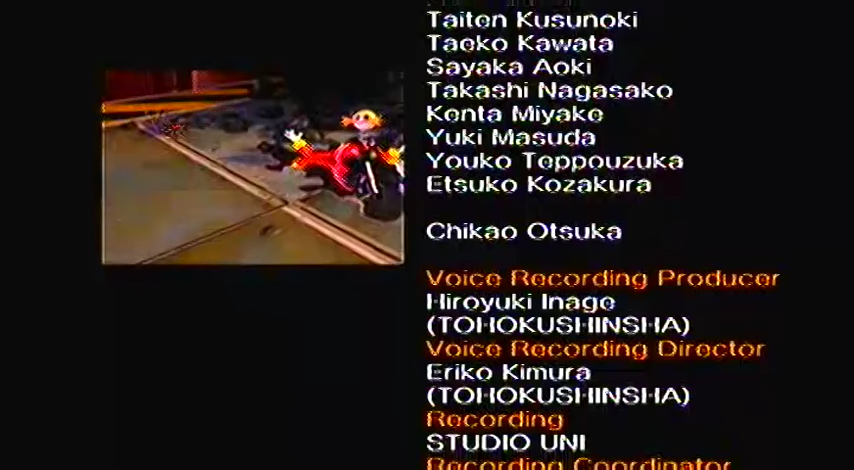 Taiten Kusunoki
Taeko Kawata
Sayaka Aoki
Takashi Nagasako
Kenta Miyake
Yuki Masuda
Youko Teppouzuka
Etsuko Kozakura
Chikao Otsuka
Voice Recording Producer
Hiroyuki Inage
(TOHOKUSHINSHA)
Voice Recording Director
Eriko Kimura
(TOHOKUSHINSHA)
Recording
STUDIO UNI
Recording Coordinator